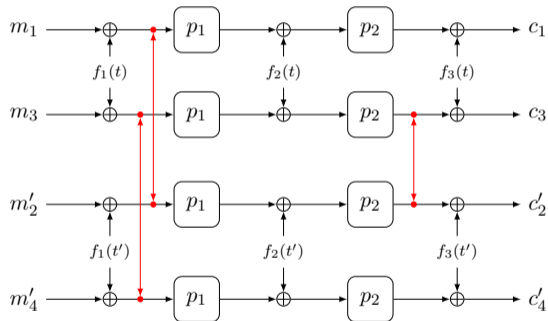 m₁ p₁ p₂ c₁
f₁(t) f₂(t) f₃(t)
m₃ p₁ p₂ c₃
m′₂ p₁ p₂ c′₂
f₁(t′) f₂(t′) f₃(t′)
m′₄ p₁ p₂ c′₄